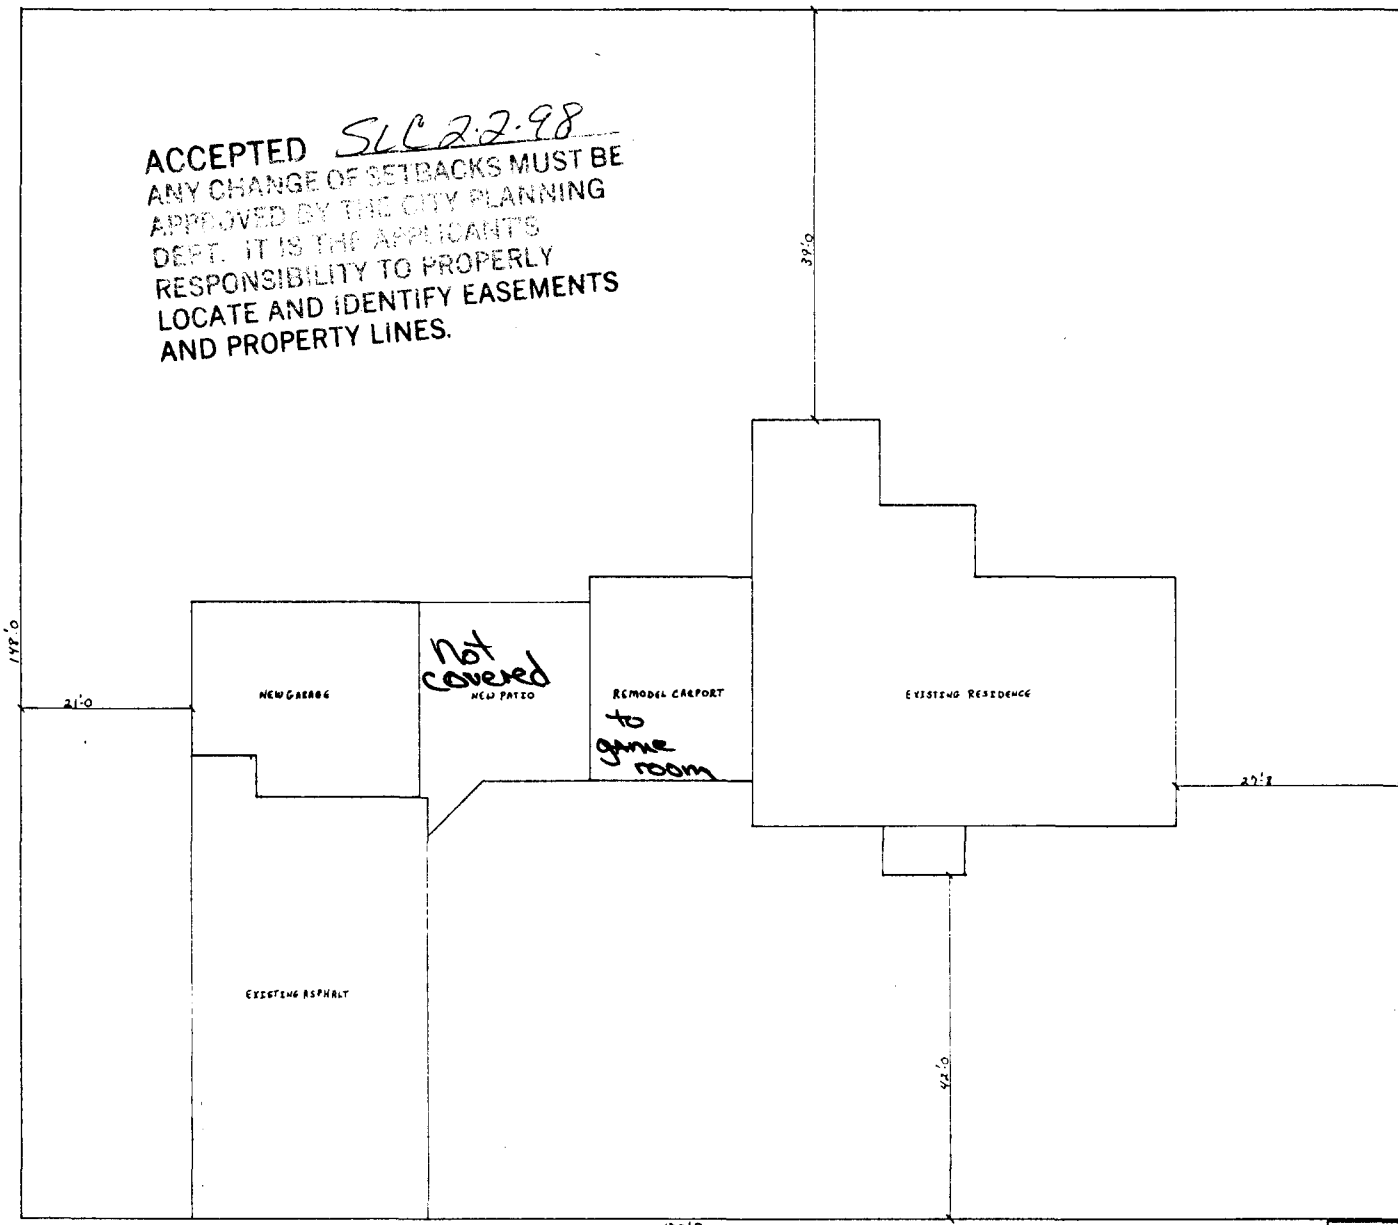 ACCEPTED SLC 2.2.98
ANY CHANGE OF SETBACKS MUST BE
APPROVED BY THE CITY PLANNING
DEPT. IT IS THE APPLICANT'S
RESPONSIBILITY TO PROPERLY
LOCATE AND IDENTIFY EASEMENTS
AND PROPERTY LINES.
39'-0
148'-0
21'-0
NEW GARAGE
Not
covered
NEW PATIO
REMODEL CARPORT
to
game
room
EXISTING RESIDENCE
27'-8
EXISTING ASPHALT
42'-0